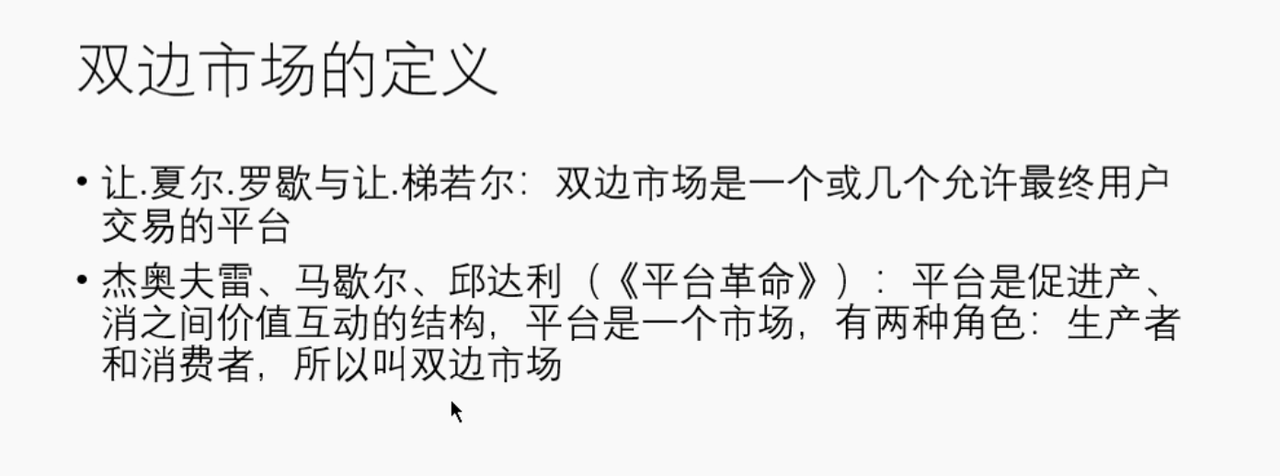 双边市场的定义
• 让.夏尔.罗歇与让.梯若尔：双边市场是一个或几个允许最终用户
交易的平台
• 杰奥夫雷、马歇尔、邱达利（《平台革命》）：平台是促进产、
消之间价值互动的结构，平台是一个市场，有两种角色：生产者
和消费者，所以叫双边市场